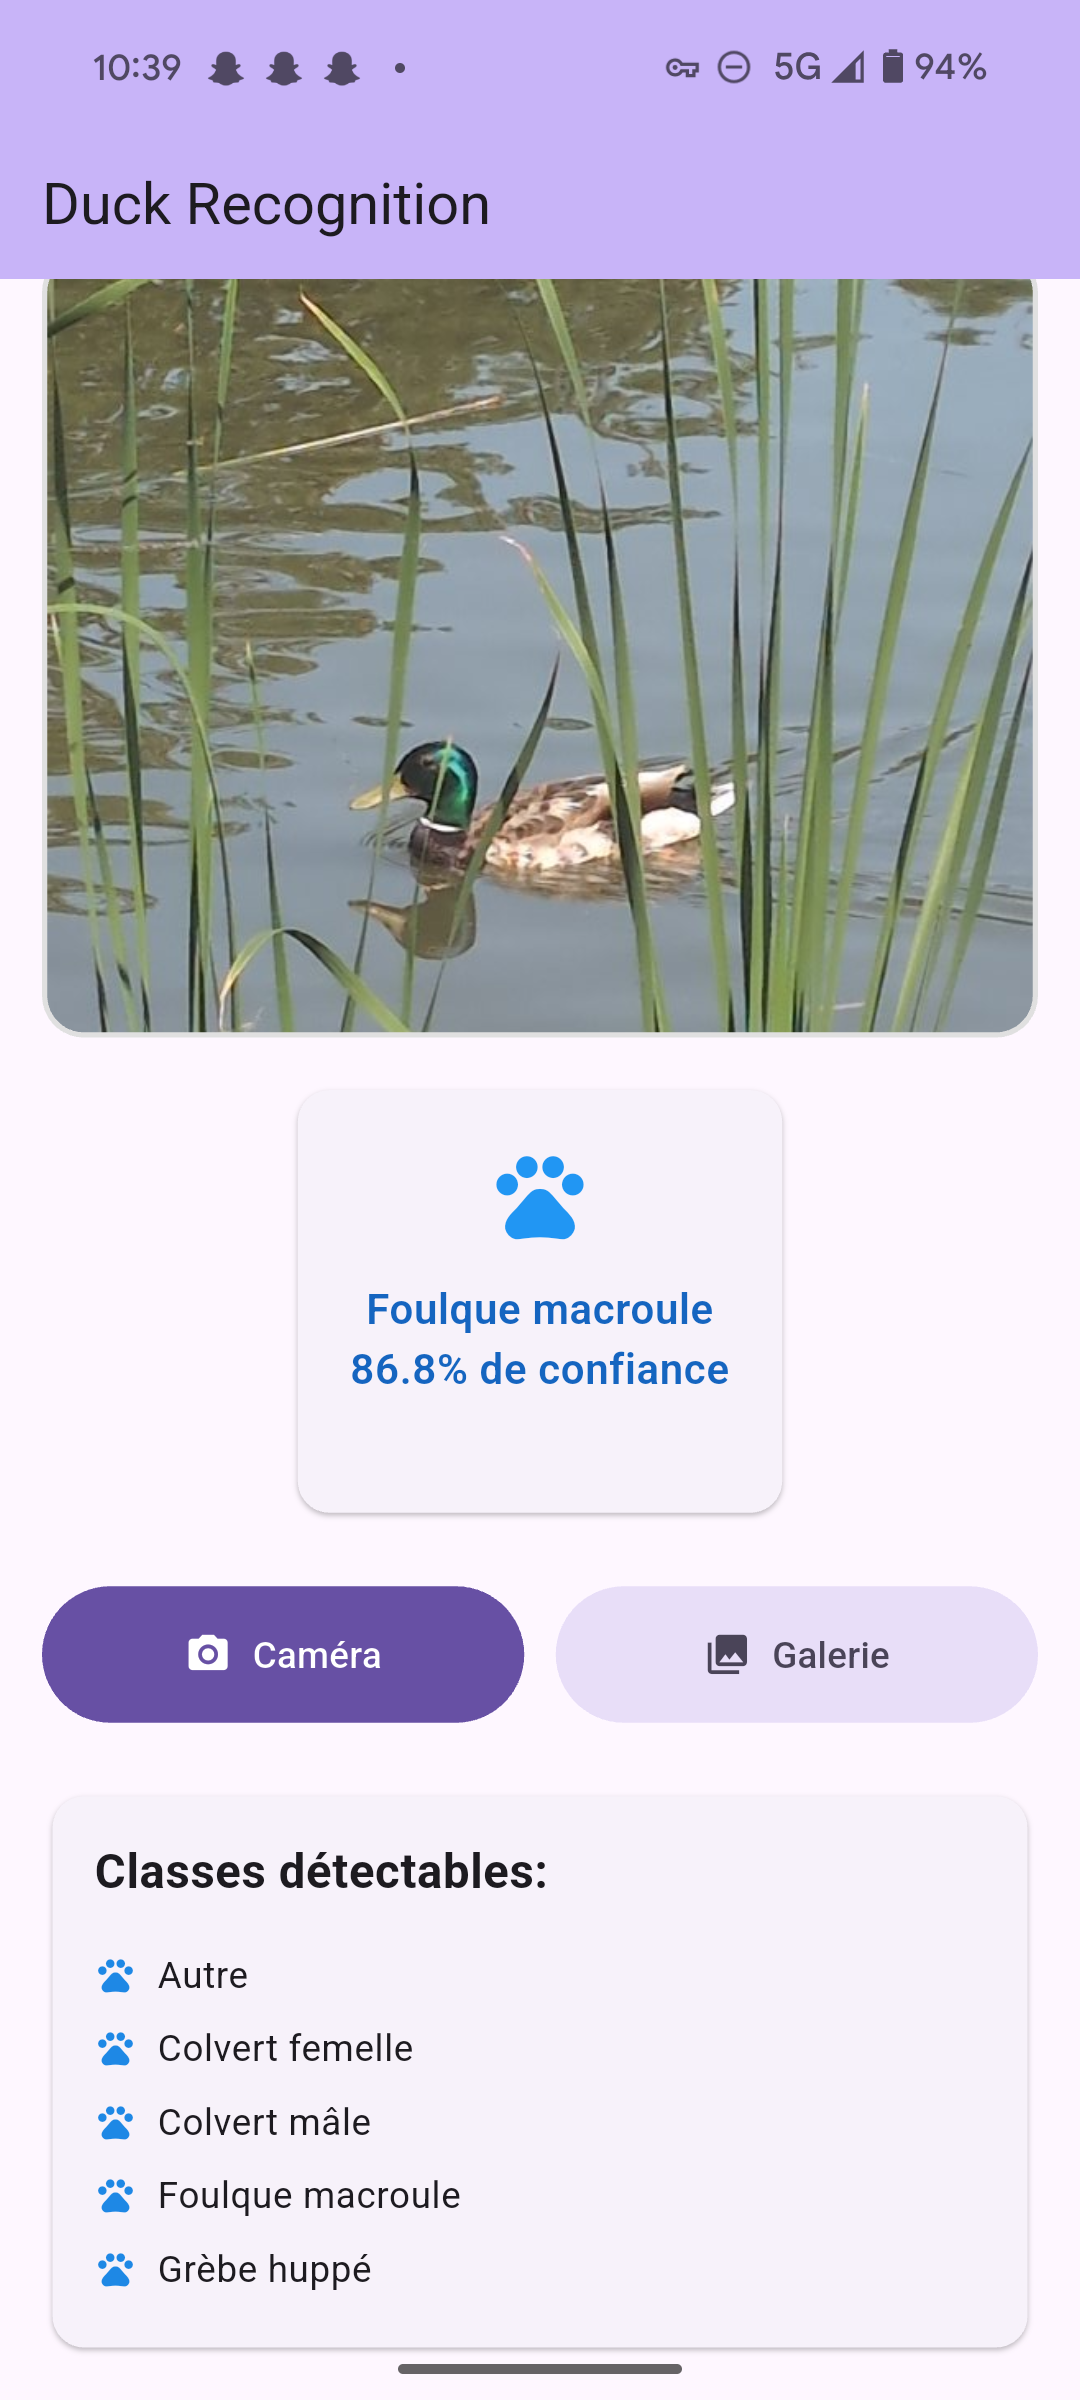 10:39 5G 94%
Duck Recognition
Foulque macroule
86.8% de confiance
Caméra Galerie
Classes détectables:
Autre
Colvert femelle
Colvert mâle
Foulque macroule
Grèbe huppé